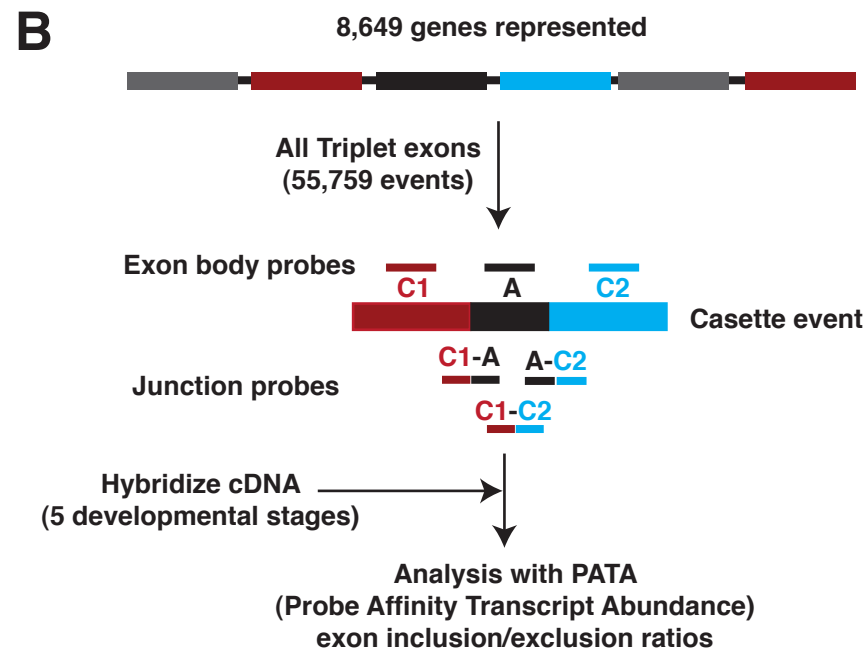 B
8,649 genes represented
All Triplet exons
(55,759 events)
Exon body probes
C1 A C2
Casette event
C1-A A-C2
Junction probes
C1-C2
Hybridize cDNA
(5 developmental stages)
Analysis with PATA
(Probe Affinity Transcript Abundance)
exon inclusion/exclusion ratios